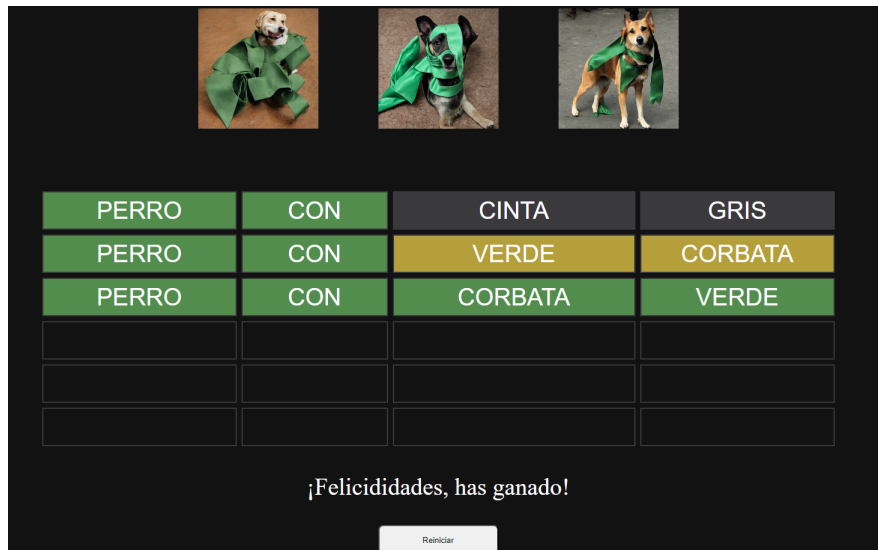 PERRO CON CINTA GRIS
PERRO CON VERDE CORBATA
PERRO CON CORBATA VERDE
¡Felicididades, has ganado!
Reiniciar